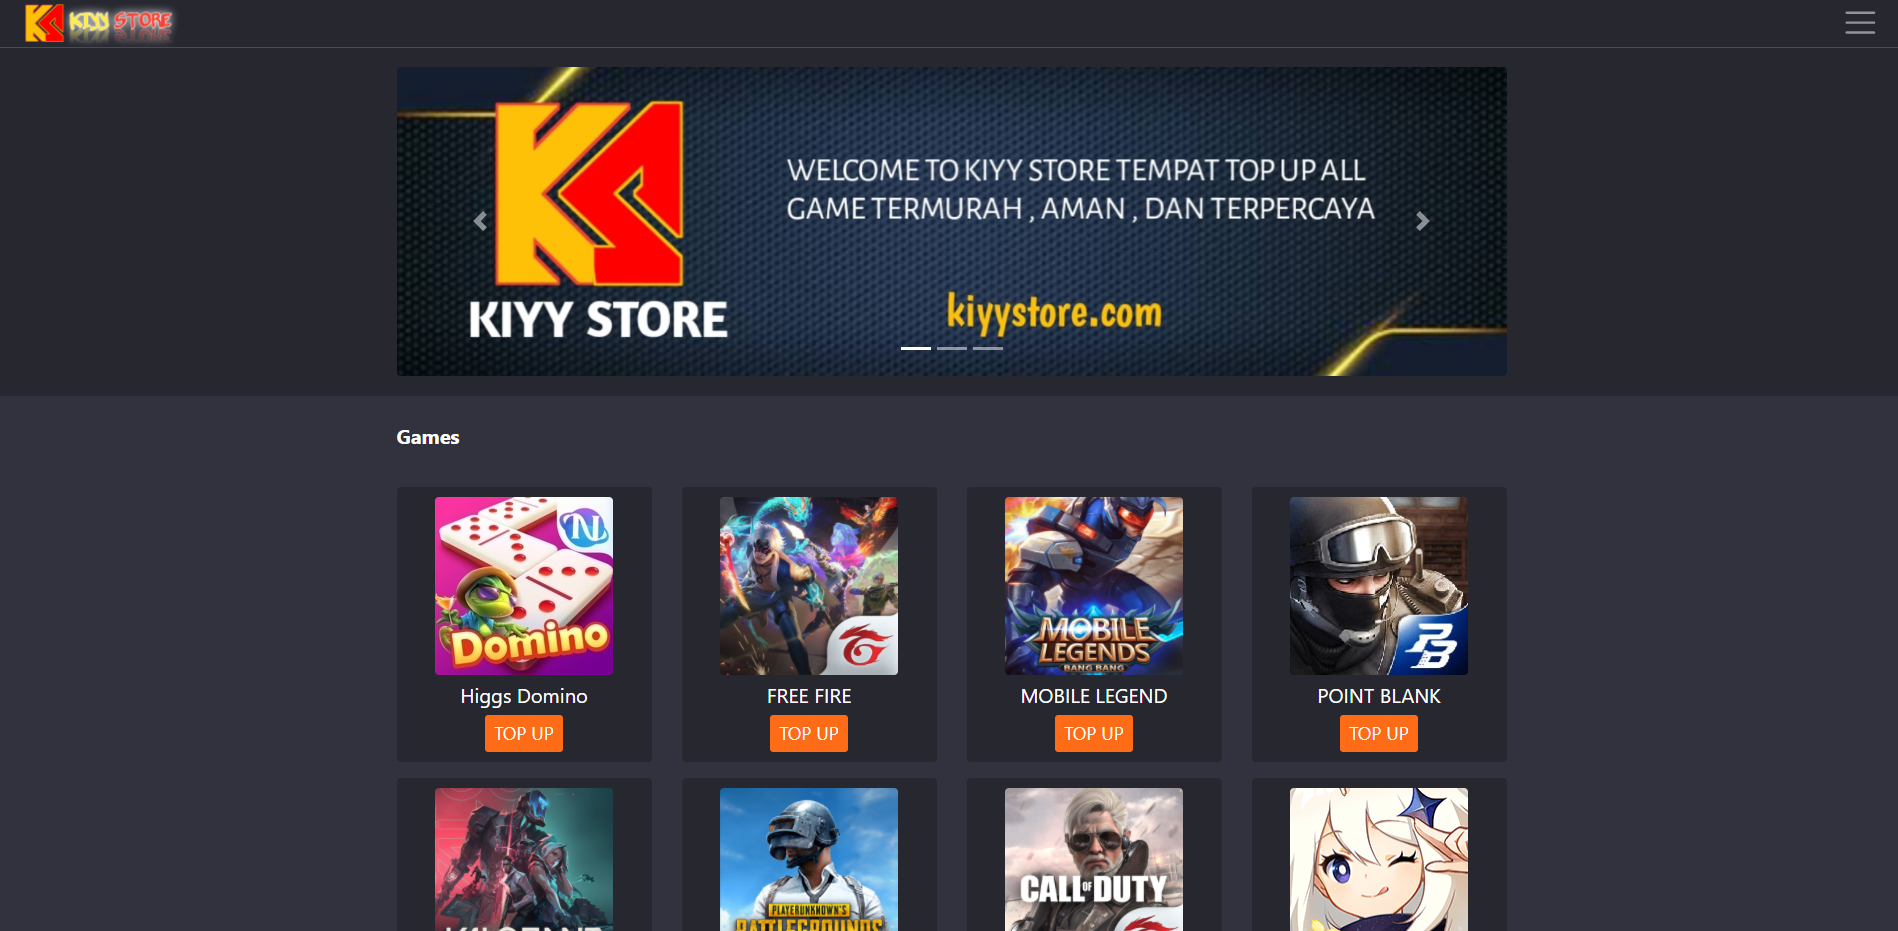 KIYY STORE
WELCOME TO KIYY STORE TEMPAT TOP UP ALL
GAME TERMURAH , AMAN , DAN TERPERCAYA
KIYY STORE
kiyystore.com
Games
Domino
MOBILE
LEGENDS
BANG BANG
PB
Higgs Domino
FREE FIRE
MOBILE LEGEND
POINT BLANK
TOP UP
TOP UP
TOP UP
TOP UP
PLAYERUNKNOWN'S
BATTLEGROUNDS
CALL OF DUTY